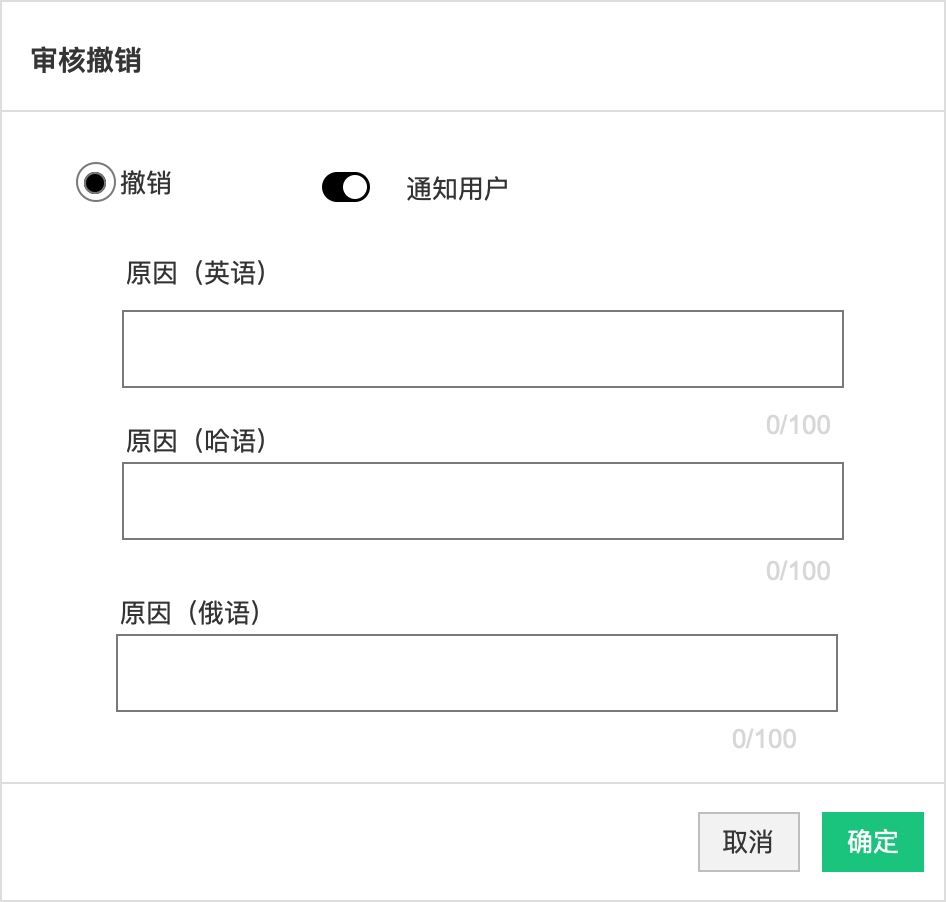 审核撤销
撤销 通知用户
原因（英语）
0/100
原因（哈语）
0/100
原因（俄语）
0/100
取消 确定